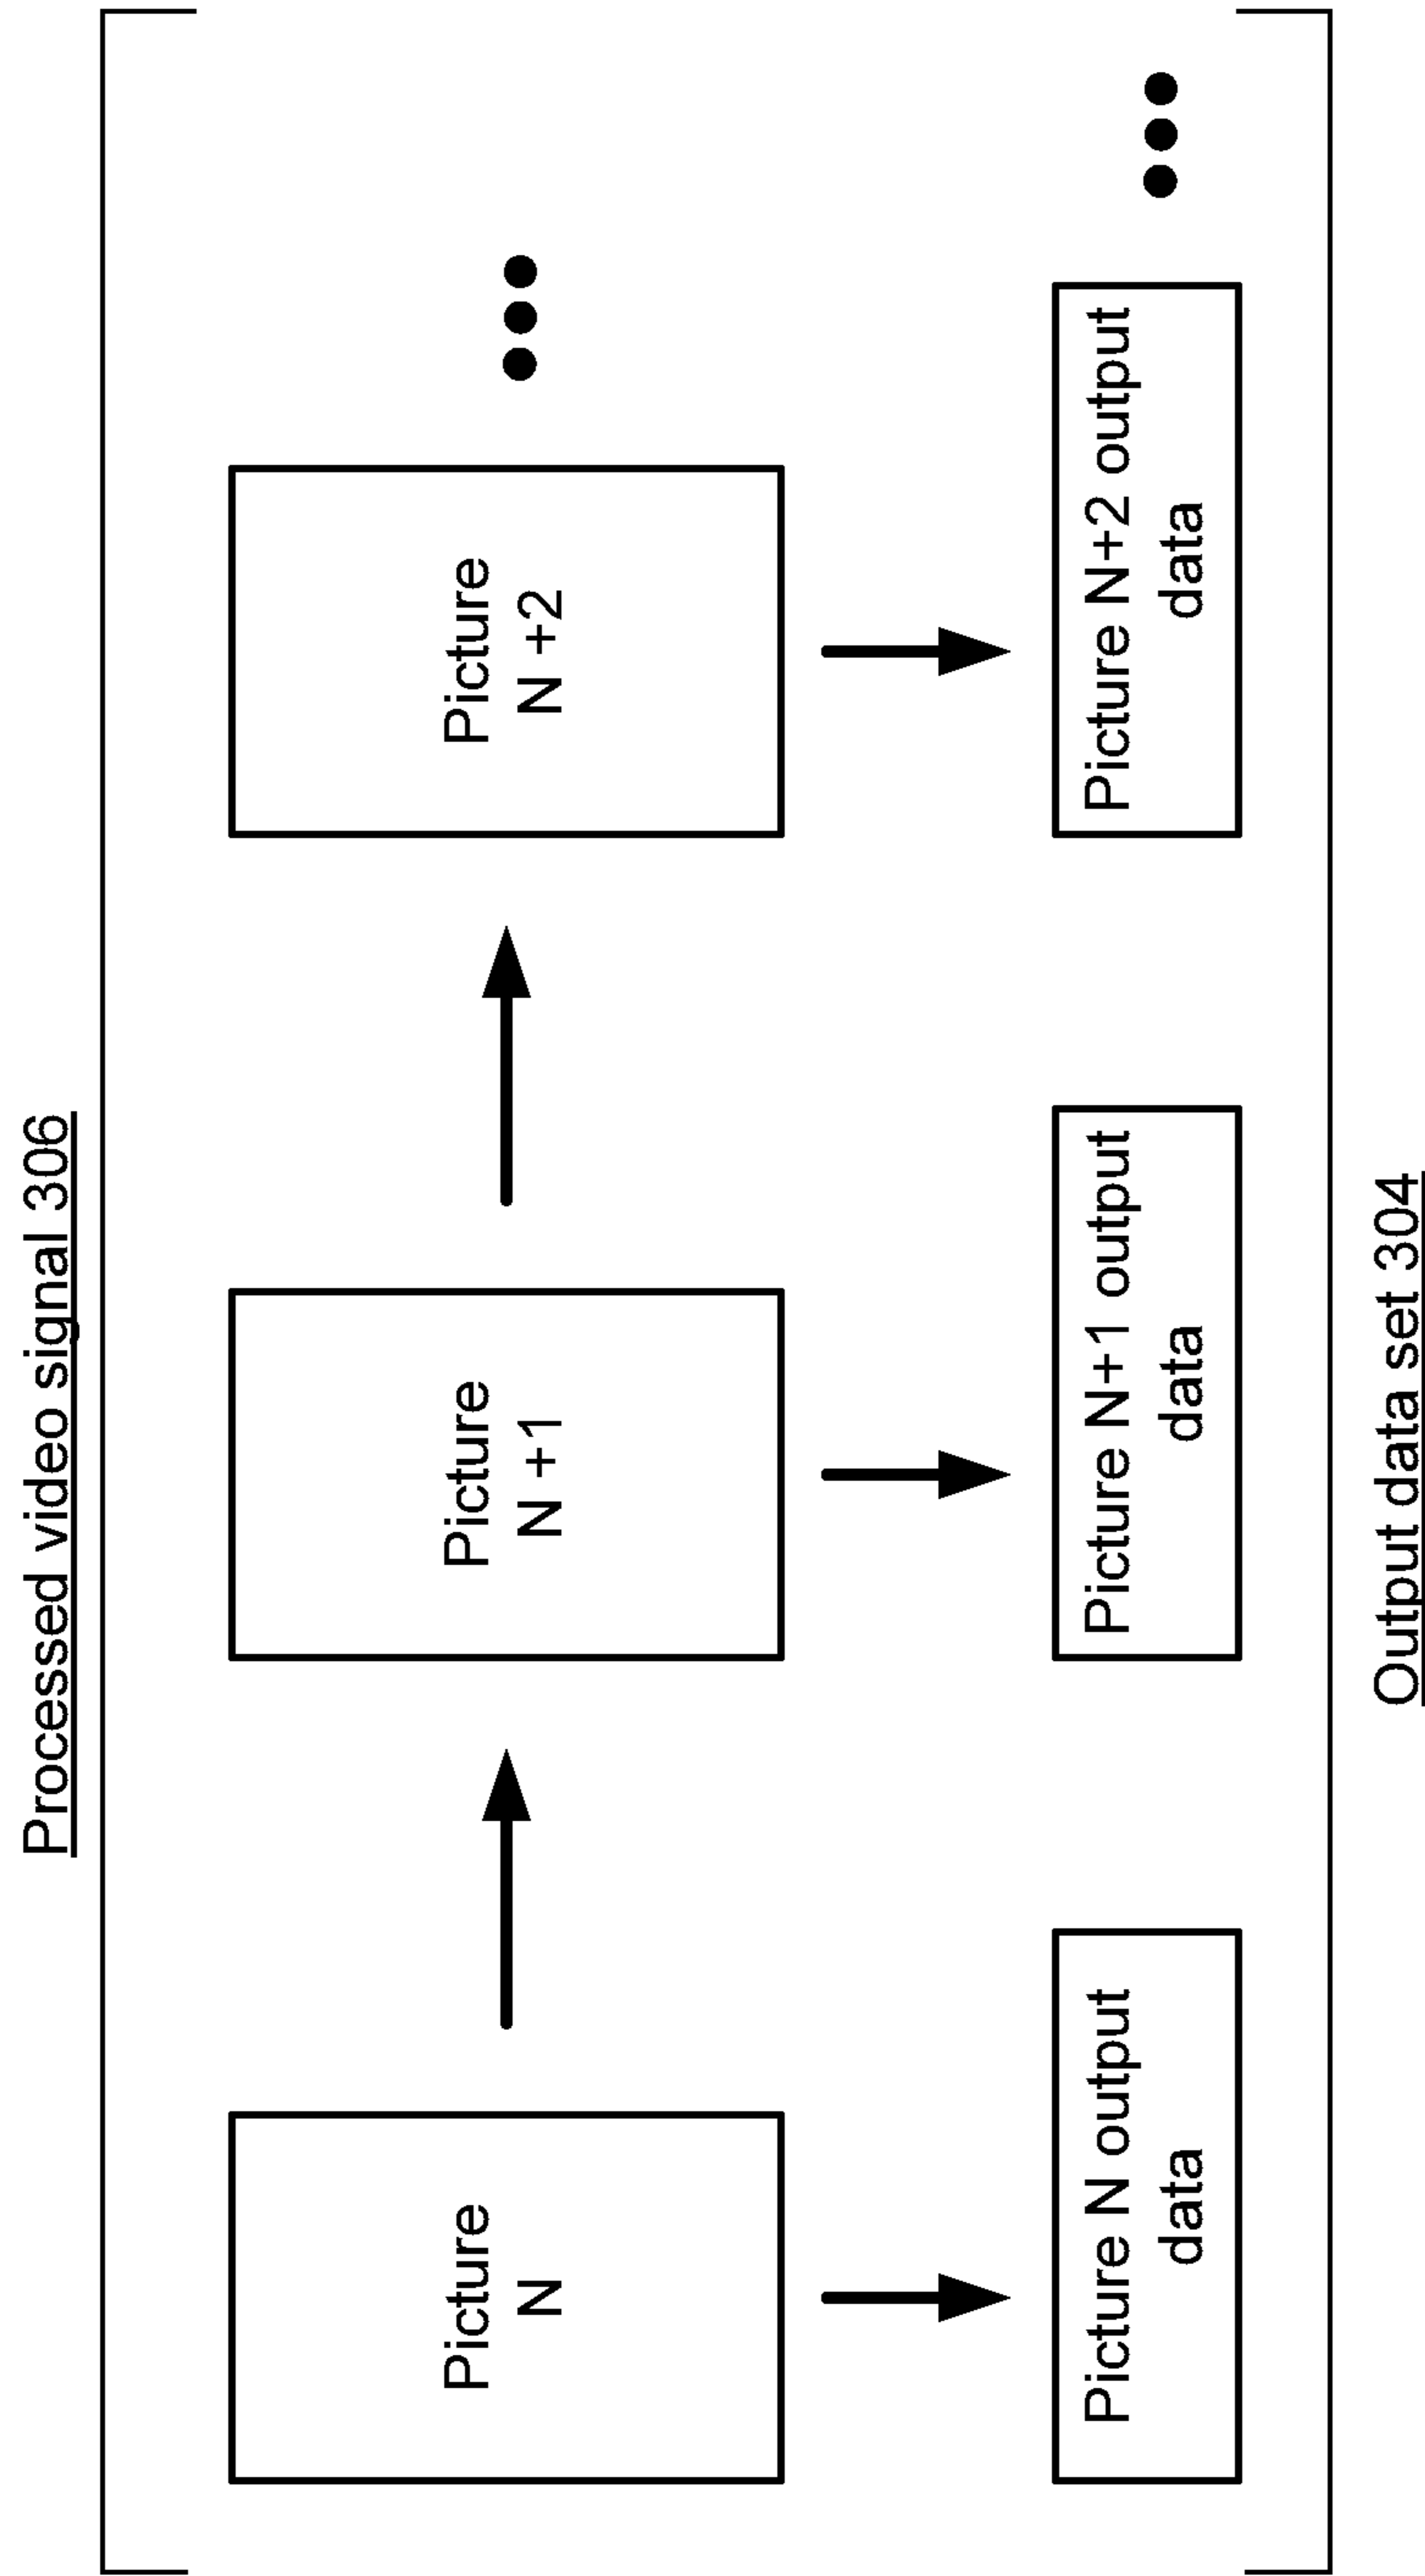 Processed video signal 306
Picture
N
Picture
N +1
Picture
N +2
Picture N output
data
Picture N+1 output
data
Picture N+2 output
data
Output data set 304